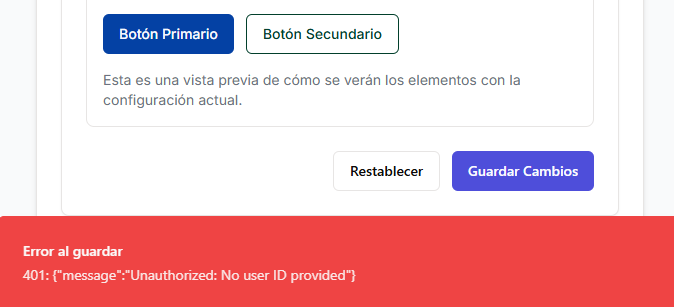 Botón Primario
Botón Secundario
Esta es una vista previa de cómo se verán los elementos con la
configuración actual.
Restablecer
Guardar Cambios
Error al guardar
401: {"message":"Unauthorized: No user ID provided"}